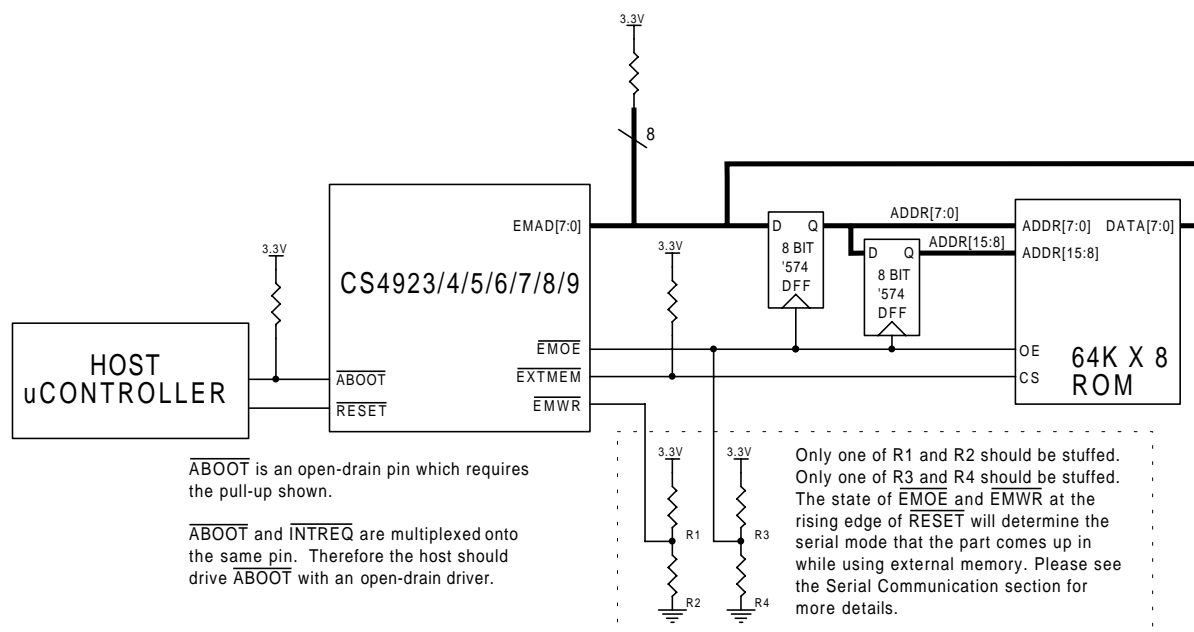 3.3V
8
EMAD[7:0]
ADDR[7:0]
D Q
8 BIT
'574
DFF
ADDR[15:8]
D Q
8 BIT
'574
DFF
ADDR[7:0] DATA[7:0]
ADDR[15:8]
3.3V
3.3V
CS4923/4/5/6/7/8/9
HOST
uCONTROLLER
ABOOT
RESET
EMOE
EXTMEM
EMWR
OE
CS
64K X 8
ROM
ABOOT is an open-drain pin which requires
the pull-up shown.
ABOOT and INTREQ are multiplexed onto
the same pin. Therefore the host should
drive ABOOT with an open-drain driver.
3.3V
R1
R2
3.3V
R3
R4
Only one of R1 and R2 should be stuffed.
Only one of R3 and R4 should be stuffed.
The state of EMOE and EMWR at the
rising edge of RESET will determine the
serial mode that the part comes up in
while using external memory. Please see
the Serial Communication section for
more details.